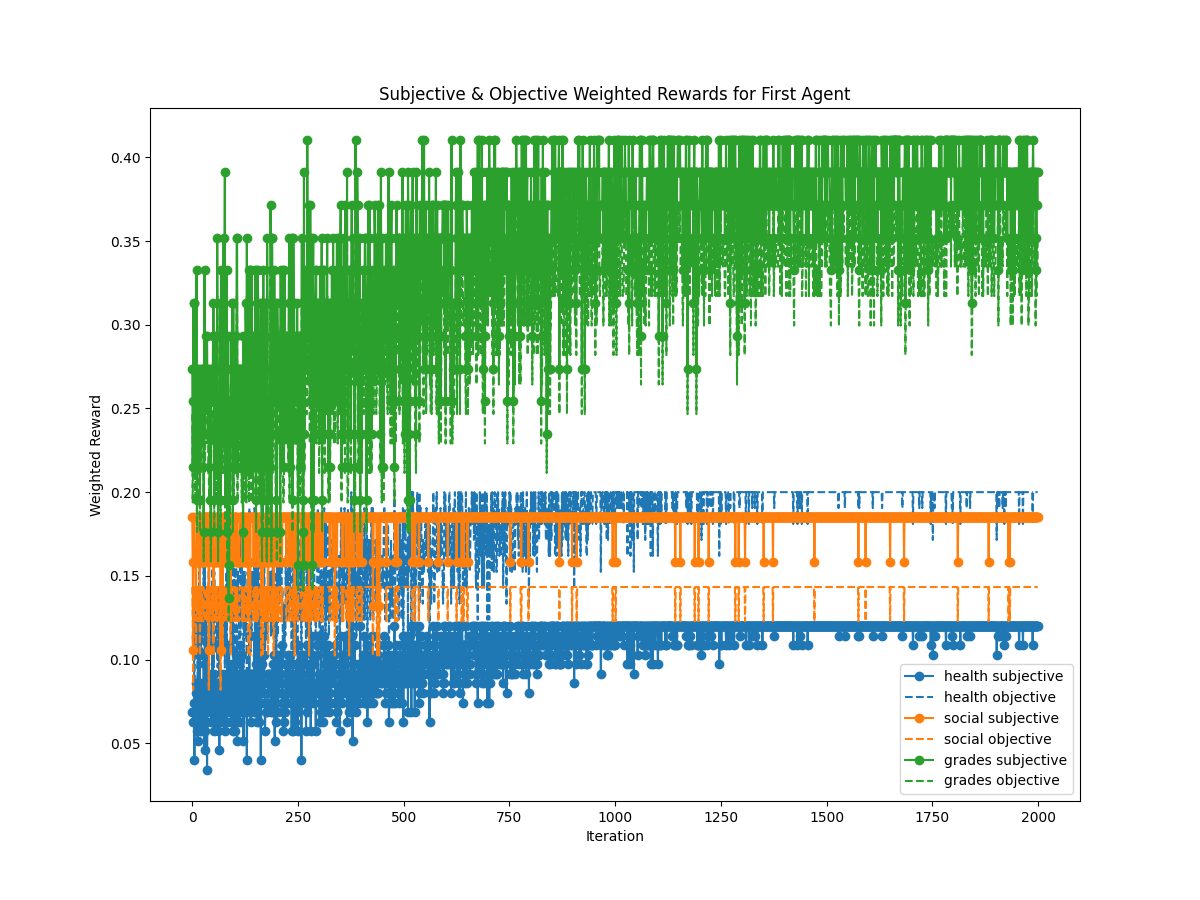 Subjective & Objective Weighted Rewards for First Agent
0.40
0.35
0.30
0.25
0.20
0.15
0.10
0.05
Weighted Reward
health subjective
health objective
social subjective
social objective
grades subjective
grades objective
0 250 500 750 1000 1250 1500 1750 2000
Iteration